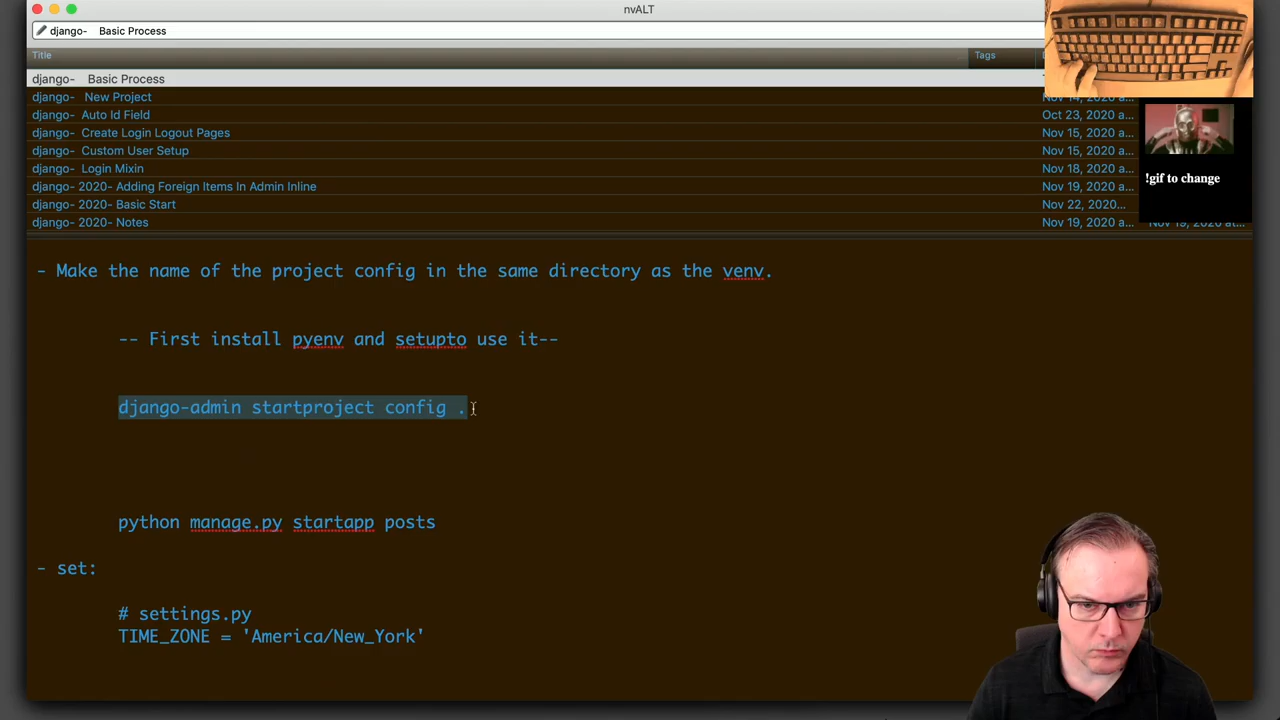 nvALT
django-   Basic Process
Title
Tags
django-   Basic Process
django-  New Project
Nov 14, 2020 a...
django-  Auto Id Field
Oct 23, 2020 a...
django-  Create Login Logout Pages
Nov 15, 2020 a...
django-  Custom User Setup
Nov 15, 2020 a...
django-  Login Mixin
Nov 18, 2020 a...
django- 2020- Adding Foreign Items In Admin Inline
Nov 19, 2020 a...
django- 2020- Basic Start
Nov 22, 2020...
django- 2020- Notes
Nov 19, 2020 a...
Nov 19, 2020 at...
!gif to change
- Make the name of the project config in the same directory as the venv.
-- First install pyenv and setupto use it--
django-admin startproject config .
python manage.py startapp posts
- set:
# settings.py
TIME_ZONE = 'America/New_York'